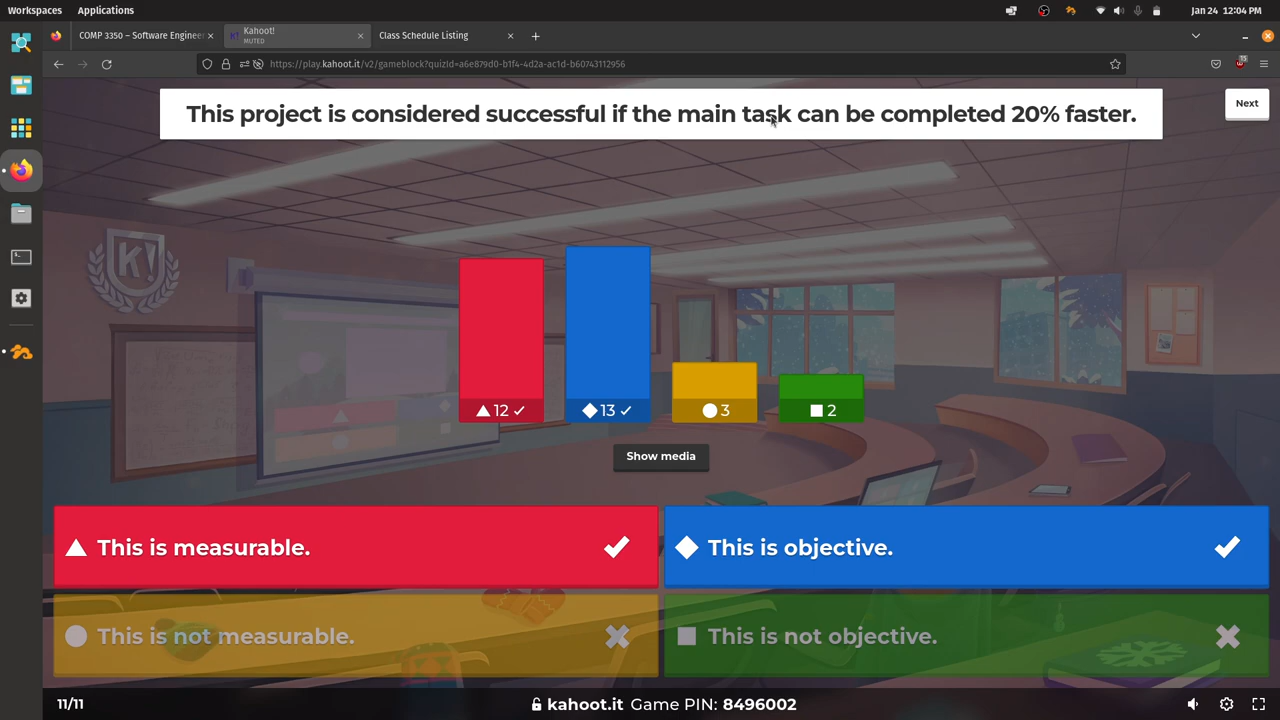 Workspaces Applications Jan 24 12:04 PM
COMP 3350 – Software Engineer Kahoot! MUTED Class Schedule Listing
https://play.kahoot.it/v2/gameblock?quizId=a6e879d0-b1f4-4d2a-ac1d-b60743112956
This project is considered successful if the main task can be completed 20% faster.
Next
K!
12 13 3 2
Show media
This is measurable. This is objective.
This is not measurable. This is not objective.
11/11 kahoot.it Game PIN: 8496002